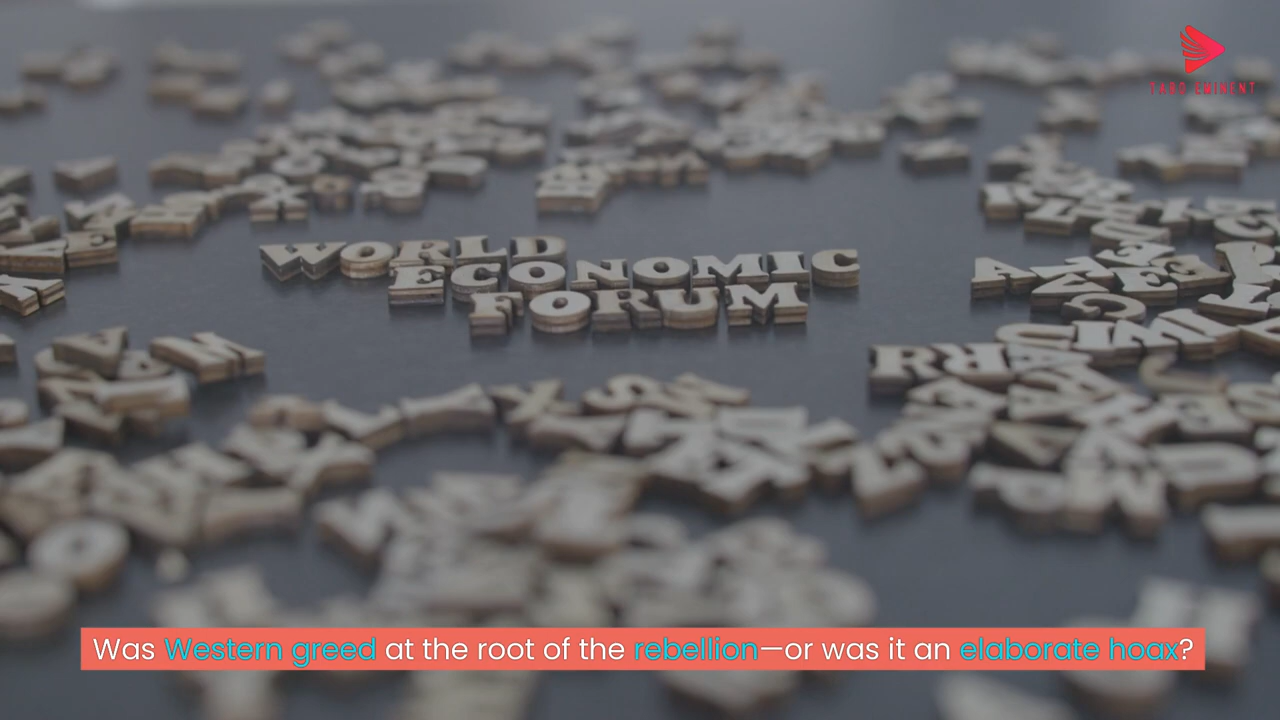 TARO EMINENT
WORLD
ECONOMIC
FORUM
Was Western greed at the root of the rebellion—or was it an elaborate hoax?